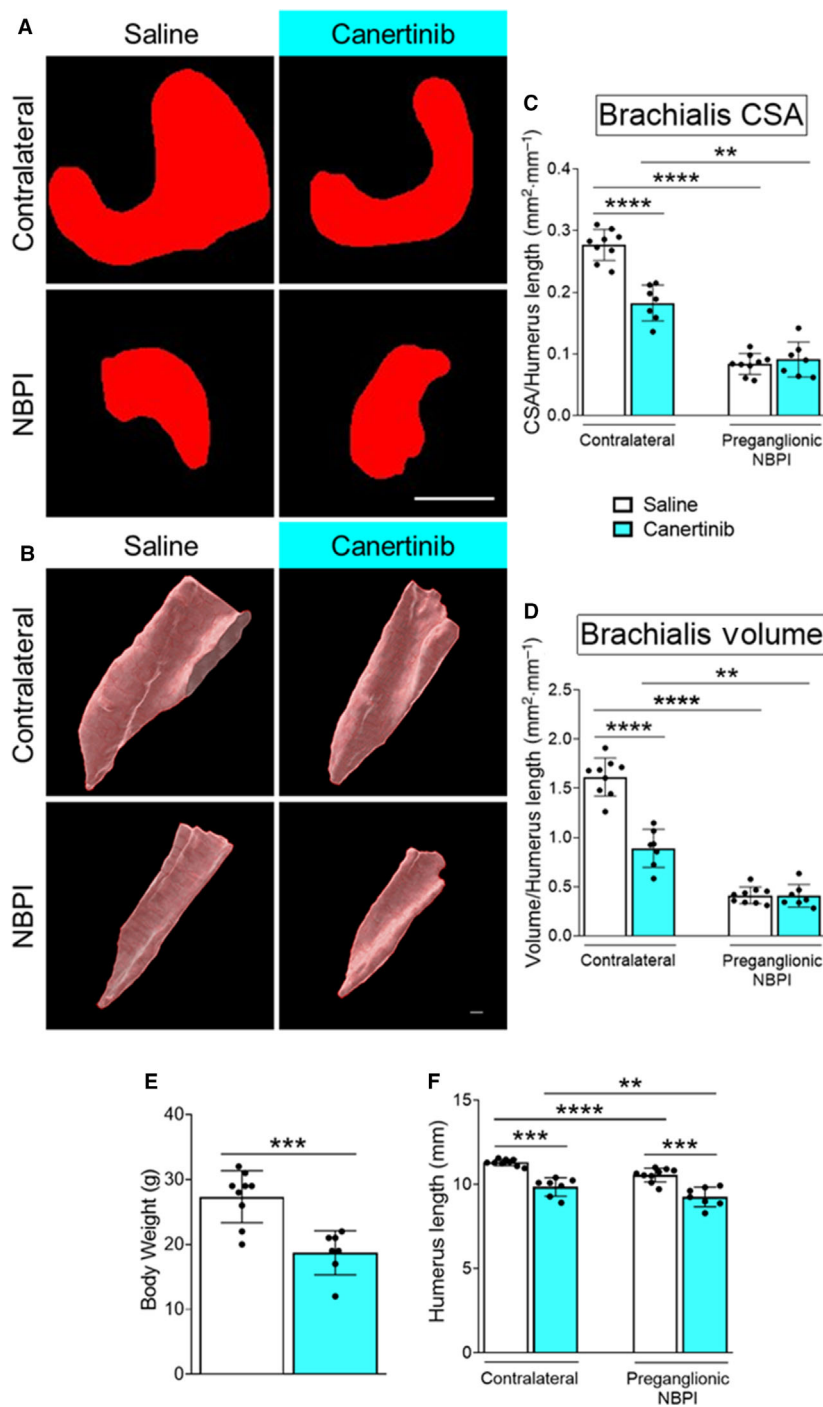 A
Saline
Canertinib
Contralateral
NBPI
B
Saline
Canertinib
Contralateral
NBPI
C
Brachialis CSA
**
****
****
CSA/Humerus length (mm²·mm⁻¹)
0.4
0.3
0.2
0.1
0.0
Contralateral
Preganglionic
NBPI
Saline
Canertinib
D
Brachialis volume
**
****
****
Volume/Humerus length (mm²·mm⁻¹)
2.5
2.0
1.5
1.0
0.5
0.0
Contralateral
Preganglionic
NBPI
E
***
Body Weight (g)
40
30
20
10
0
F
**
****
***
***
Humerus length (mm)
15
10
5
0
Contralateral
Preganglionic
NBPI